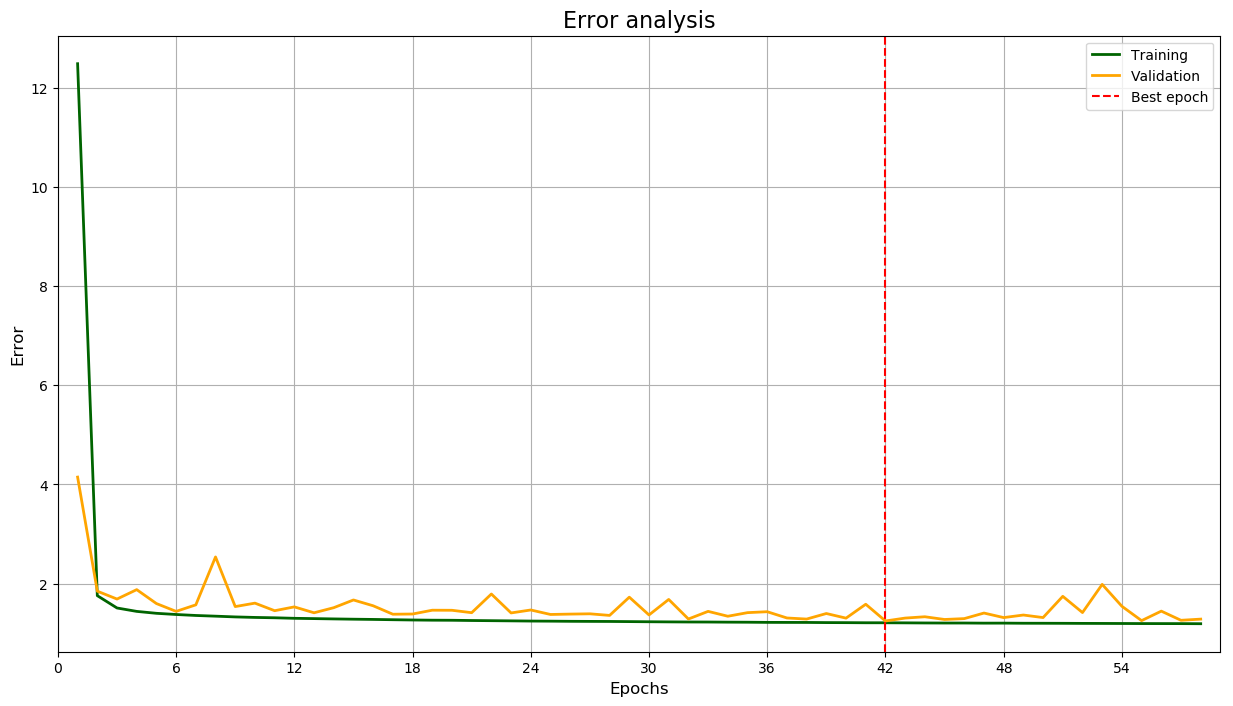 Error analysis
Training
Validation
Best epoch
12
10
8
6
4
2
Error
0 6 12 18 24 30 36 42 48 54
Epochs